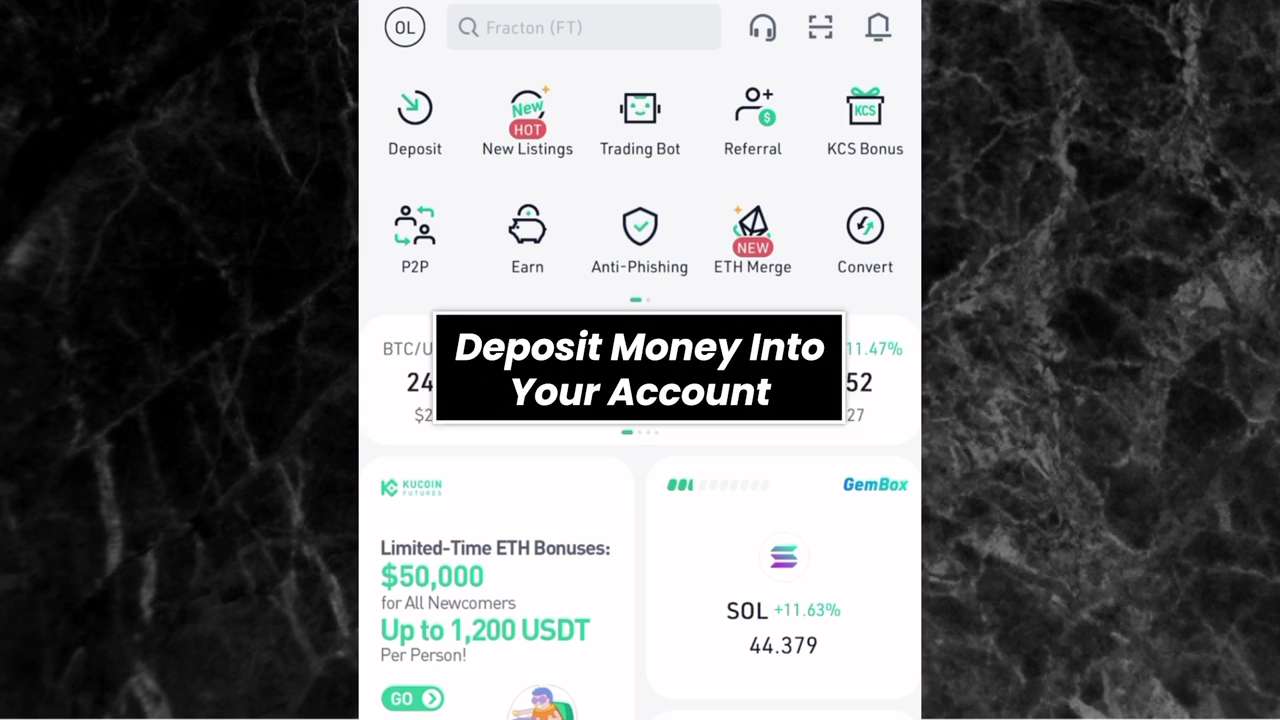 OL
Fracton (FT)
New
HOT
KCS
Deposit
New Listings
Trading Bot
Referral
KCS Bonus
NEW
P2P
Earn
Anti-Phishing
ETH Merge
Convert
Deposit Money Into
Your Account
BTC/U
11.47%
24
52
$2
27
KUCOIN
FUTURES
GemBox
Limited-Time ETH Bonuses:
$50,000
for All Newcomers
Up to 1,200 USDT
Per Person!
GO
SOL +11.63%
44.379